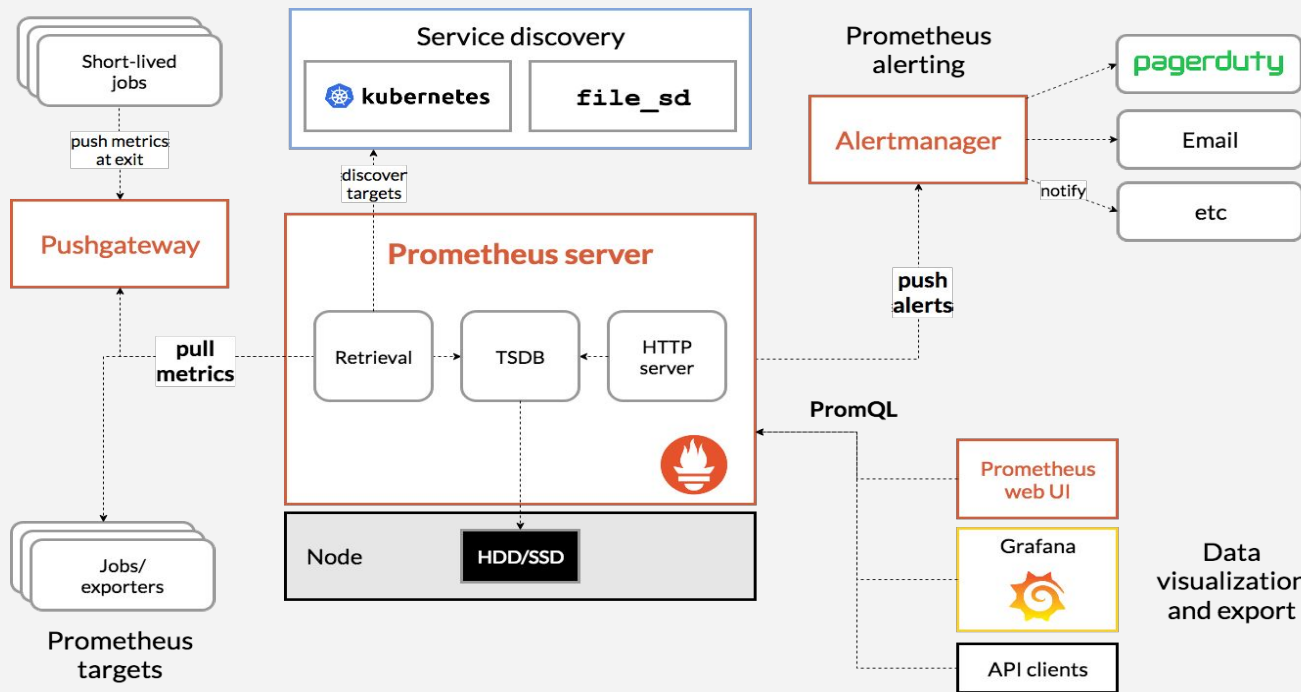 Short-lived
jobs
push metrics
at exit
Pushgateway
Service discovery
kubernetes
file_sd
discover
targets
Prometheus
alerting
Alertmanager
pagerduty
Email
notify
etc
Prometheus server
push
alerts
pull
metrics
Retrieval
TSDB
HTTP
server
PromQL
Node
HDD/SSD
Jobs/
exporters
Prometheus
targets
Prometheus
web UI
Grafana
API clients
Data
visualization
and export